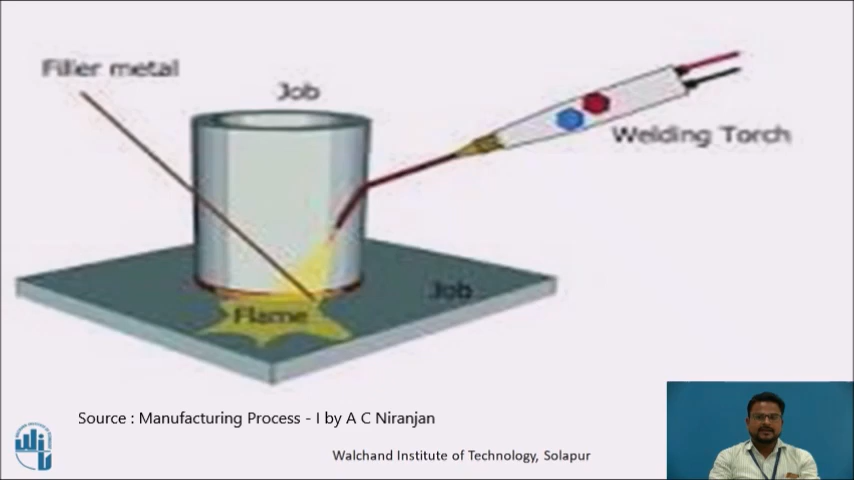 Filler metal
Job
Welding Torch
Job
Flame
Source : Manufacturing Process - I by A C Niranjan
Walchand Institute of Technology, Solapur